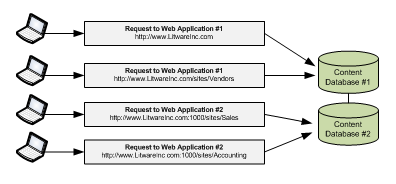 Request to Web Application #1
http://www.LitwareInc.com
Request to Web Application #1
http://www.LitwareInc.com/sites/Vendors
Content
Database #1
Request to Web Application #2
http://www.LitwareInc.com:1000/sites/Sales
Content
Database #2
Request to Web Application #2
http://www.LitwareInc.com:1000/sites/Accounting